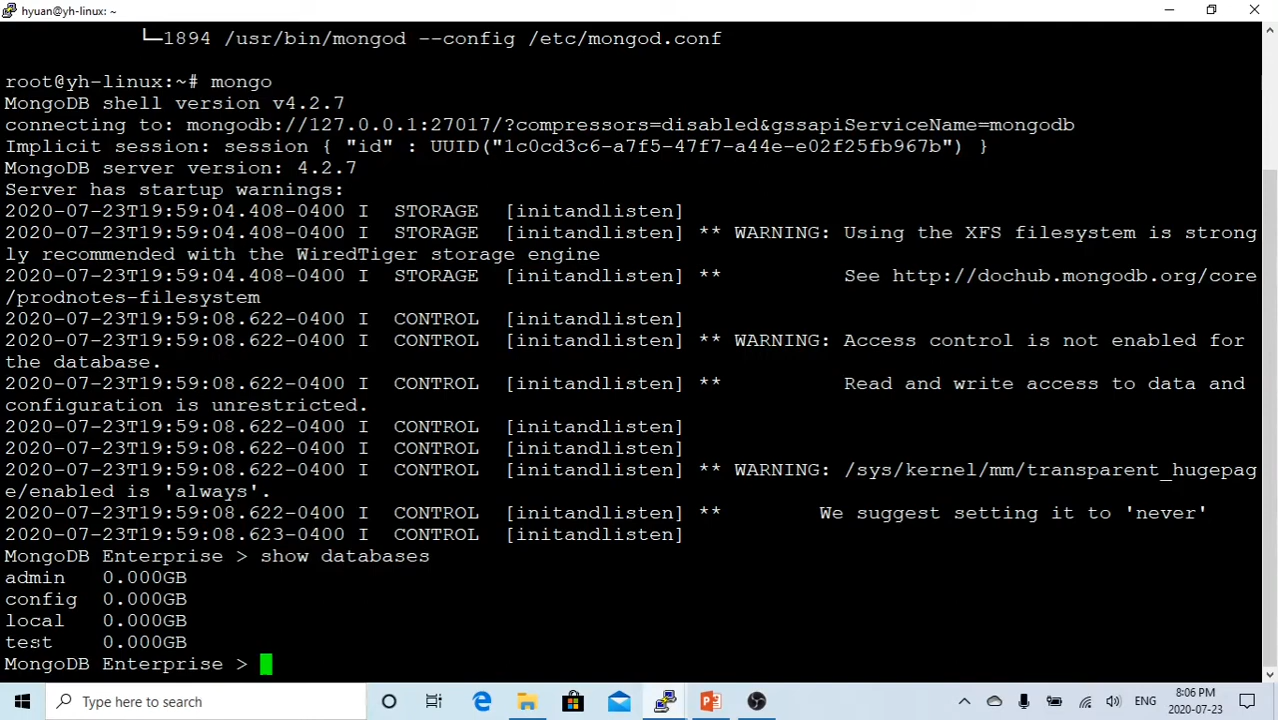 hyuan@yh-linux: ~
└─1894 /usr/bin/mongod --config /etc/mongod.conf
root@yh-linux:~# mongo
MongoDB shell version v4.2.7
connecting to: mongodb://127.0.0.1:27017/?compressors=disabled&gssapiServiceName=mongodb
Implicit session: session { "id" : UUID("1c0cd3c6-a7f5-47f7-a44e-e02f25fb967b") }
MongoDB server version: 4.2.7
Server has startup warnings:
2020-07-23T19:59:04.408-0400 I  STORAGE  [initandlisten]
2020-07-23T19:59:04.408-0400 I  STORAGE  [initandlisten] ** WARNING: Using the XFS filesystem is strong
ly recommended with the WiredTiger storage engine
2020-07-23T19:59:04.408-0400 I  STORAGE  [initandlisten] **          See http://dochub.mongodb.org/core
/prodnotes-filesystem
2020-07-23T19:59:08.622-0400 I  CONTROL  [initandlisten]
2020-07-23T19:59:08.622-0400 I  CONTROL  [initandlisten] ** WARNING: Access control is not enabled for
the database.
2020-07-23T19:59:08.622-0400 I  CONTROL  [initandlisten] **          Read and write access to data and
configuration is unrestricted.
2020-07-23T19:59:08.622-0400 I  CONTROL  [initandlisten]
2020-07-23T19:59:08.622-0400 I  CONTROL  [initandlisten]
2020-07-23T19:59:08.622-0400 I  CONTROL  [initandlisten] ** WARNING: /sys/kernel/mm/transparent_hugepag
e/enabled is 'always'.
2020-07-23T19:59:08.622-0400 I  CONTROL  [initandlisten] **        We suggest setting it to 'never'
2020-07-23T19:59:08.623-0400 I  CONTROL  [initandlisten]
MongoDB Enterprise > show databases
admin   0.000GB
config  0.000GB
local   0.000GB
test    0.000GB
MongoDB Enterprise >
Type here to search
ENG
8:06 PM
2020-07-23